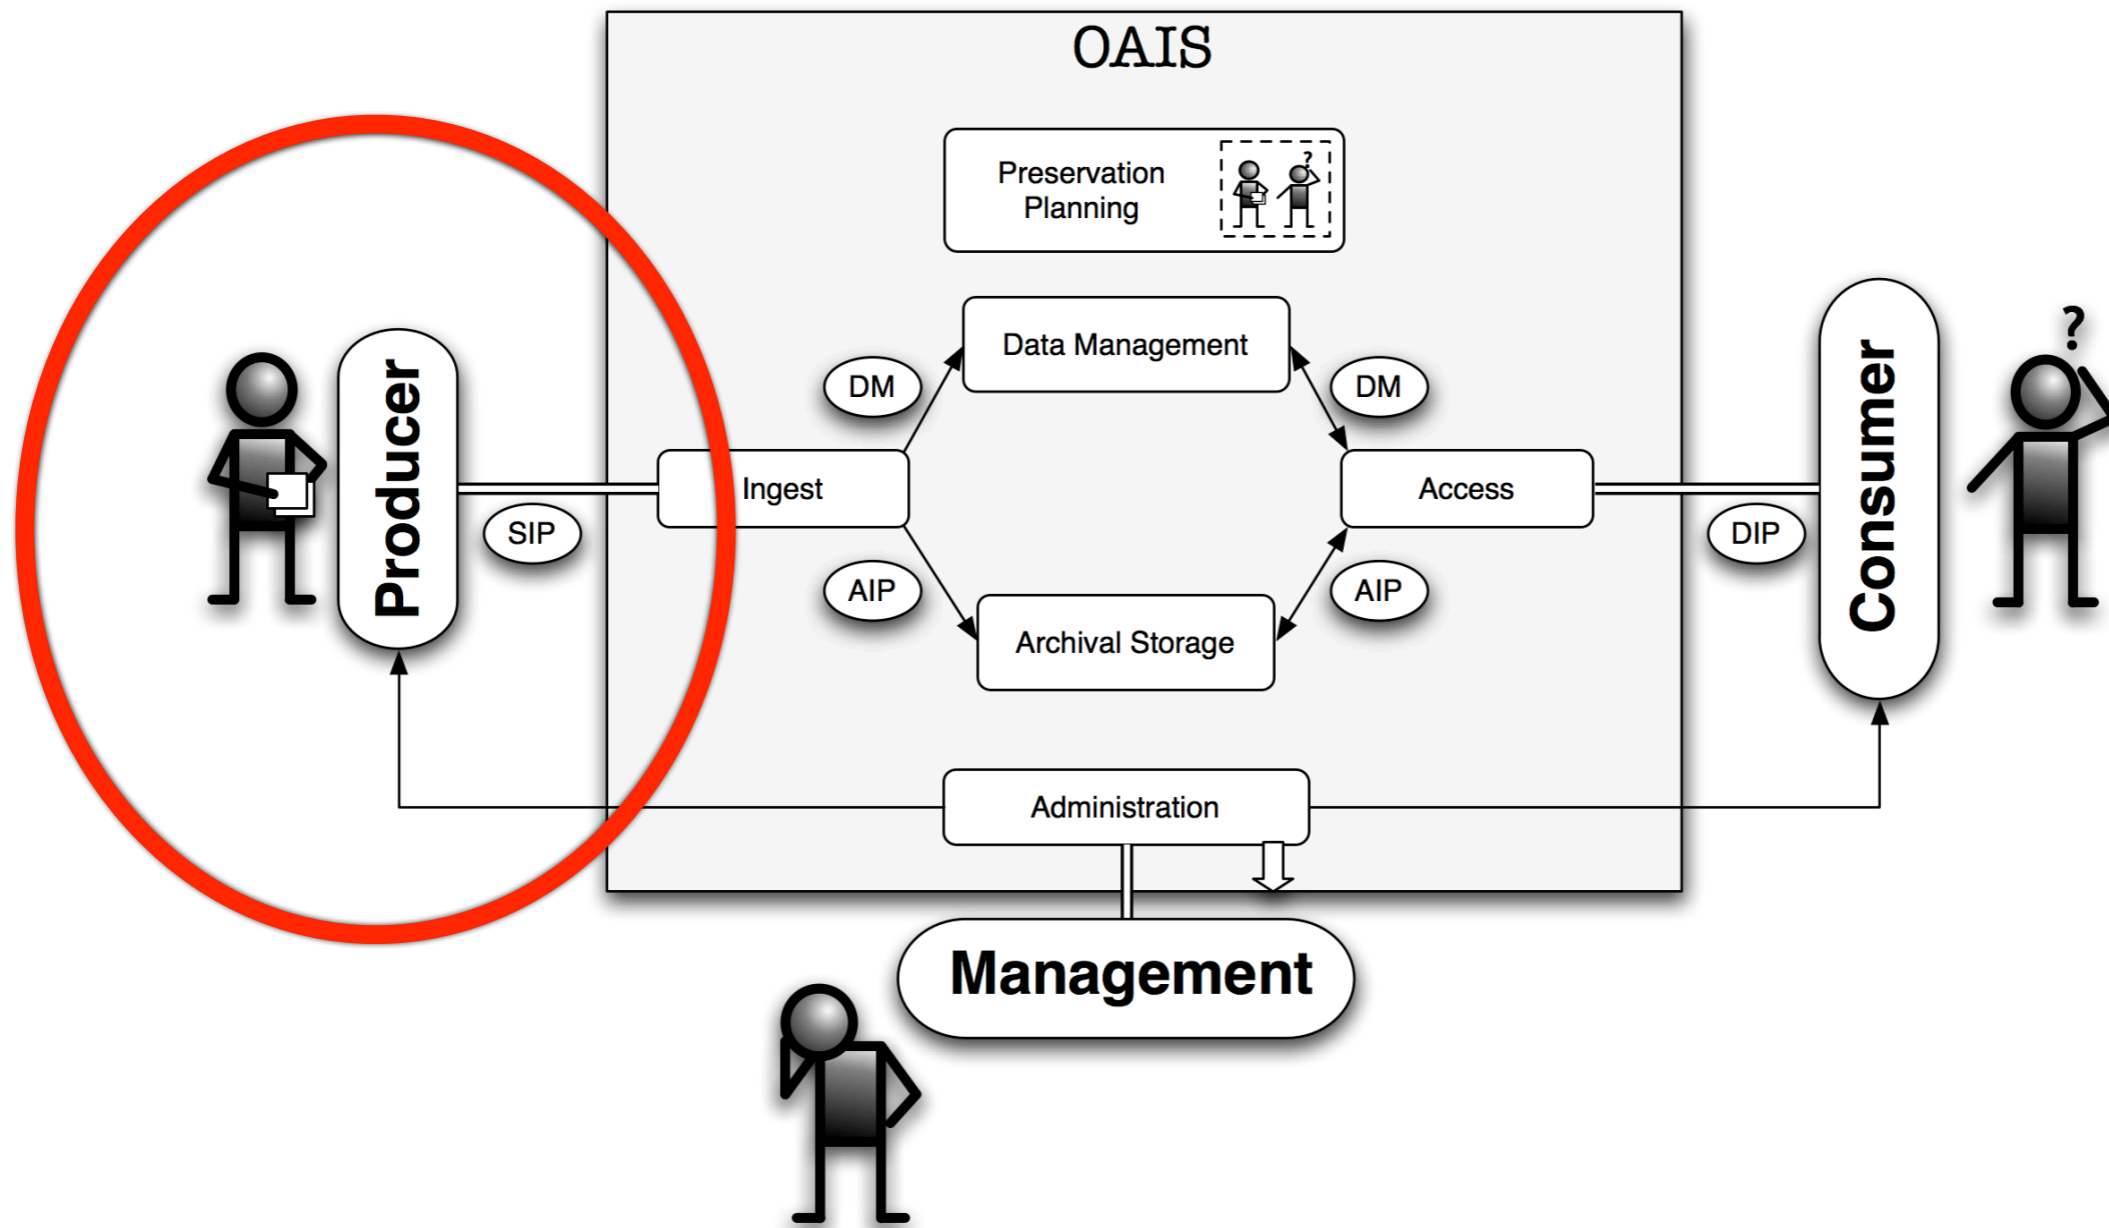 OAIS
Preservation
Planning
?
Data Management
DM
DM
?
Producer
Ingest
Access
Consumer
SIP
DIP
AIP
AIP
Archival Storage
Administration
Management